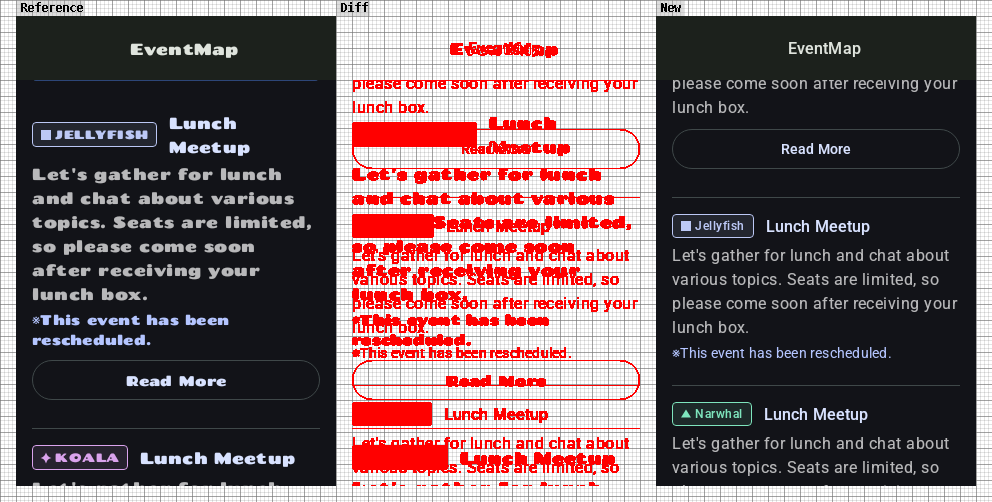 Reference
EventMap
JELLYFISH
Lunch
Meetup
Let's gather for lunch
and chat about various
topics. Seats are limited,
so please come soon
after receiving your
lunch box.
※This event has been
rescheduled.
Read More
KOALA
Lunch Meetup
Diff
please come soon after receiving your
lunch box.
Lunch
Meetup
Let's gather for lunch
and chat about various
Seats are limited,
so please come soon
Let's gather for lunch and chat about
after receiving your
various topics. Seats are limited, so
lunch box.
please come soon after receiving your
lunch box.
※This event has been
rescheduled.
※This event has been rescheduled.
Read More
Lunch Meetup
Let's gather for lunch and chat about
Lunch Meetup
various topics. Seats are limited, so
New
EventMap
please come soon after receiving your
lunch box.
Read More
Jellyfish
Lunch Meetup
Let's gather for lunch and chat about
various topics. Seats are limited, so
please come soon after receiving your
lunch box.
※This event has been rescheduled.
Narwhal
Lunch Meetup
Let's gather for lunch and chat about
various topics. Seats are limited, so